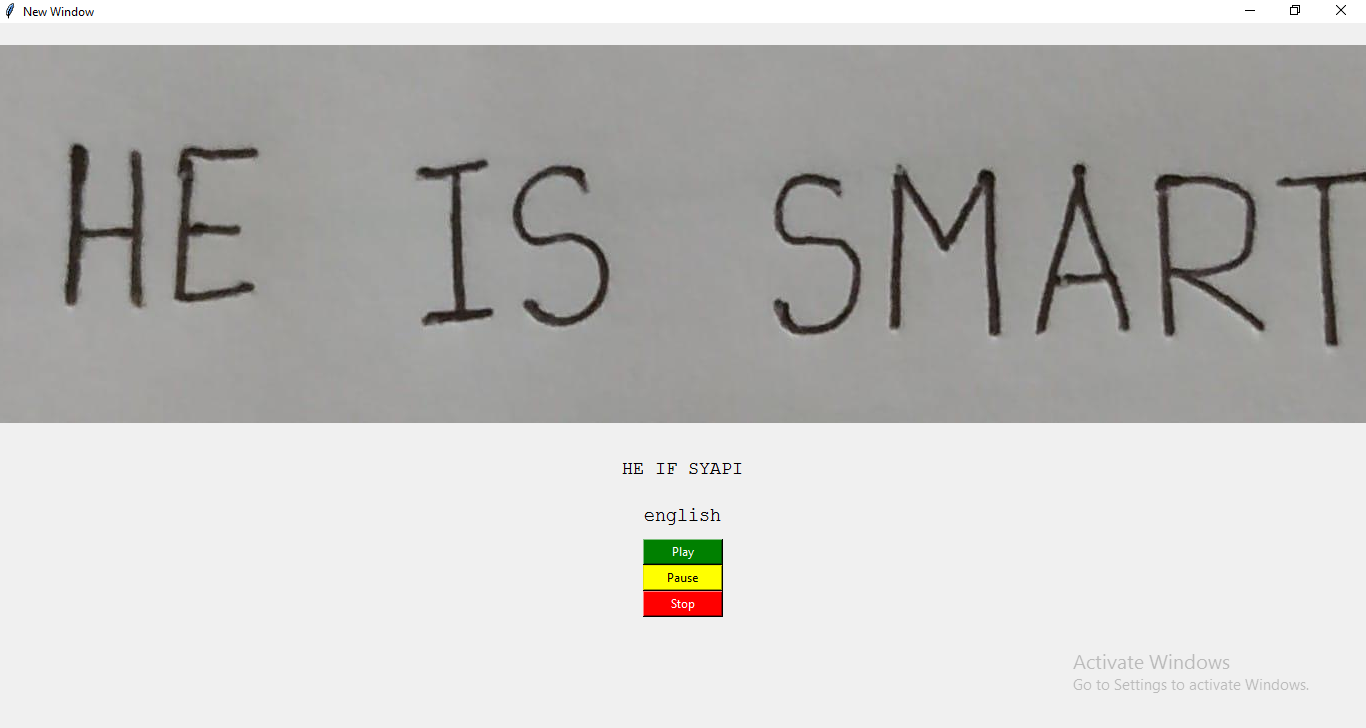 New Window
HE IS SMART
HE IF SYAPI
english
Play
Pause
Stop
Activate Windows
Go to Settings to activate Windows.